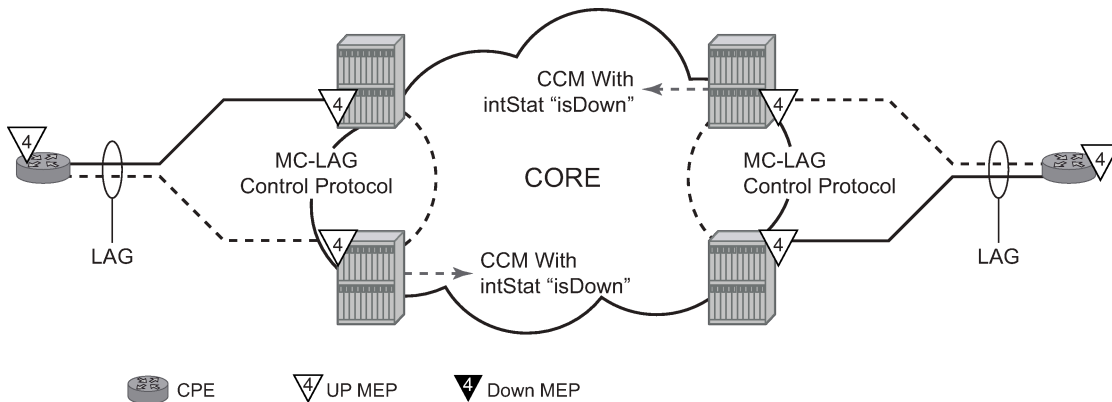 CCM With
intStat “isDown”
4
4
4
4
MC-LAG
Control Protocol
CORE
MC-LAG
Control Protocol
LAG
LAG
4
4
CCM With
intStat “isDown”
4
CPE
4
UP MEP
4
Down MEP